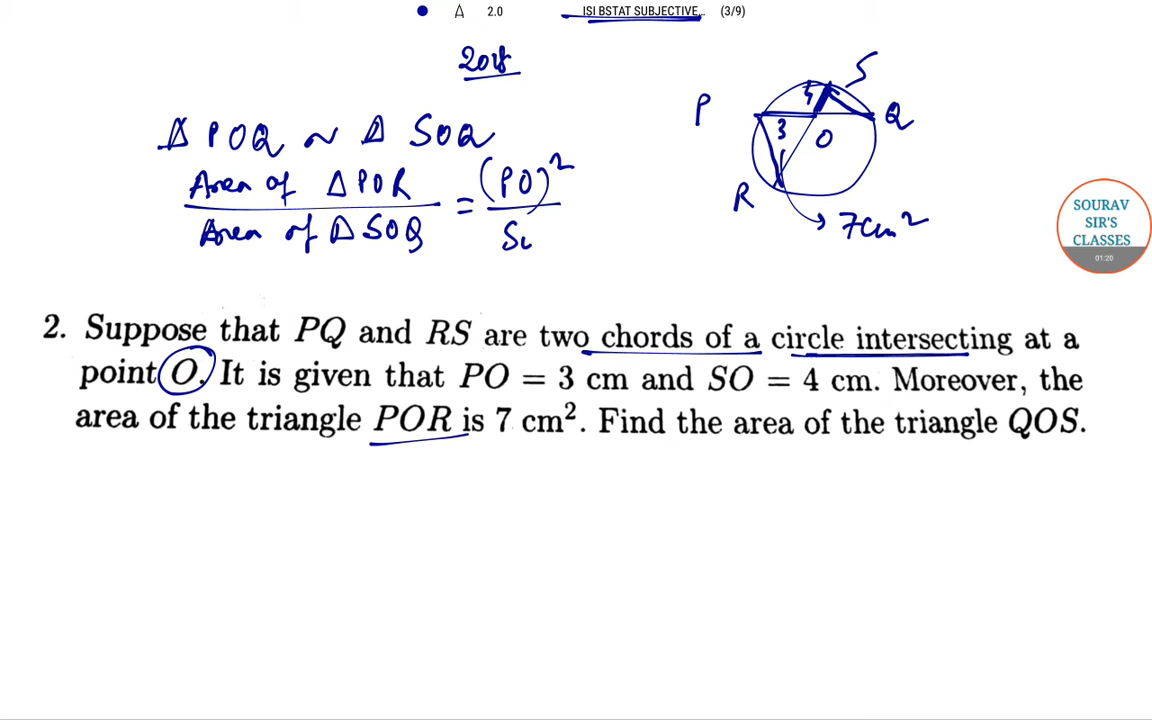 2.0 ISI BSTAT SUBJECTIVE.. (3/9)
2018
Δ POQ ~ Δ SOQ
Area of Δ POR / Area of Δ SOQ = (PO)² / So
P
S
Q
3
O
R
7cm²
SOURAV
SIR'S
CLASSES
01:20
2. Suppose that PQ and RS are two chords of a circle intersecting at a
point O. It is given that PO = 3 cm and SO = 4 cm. Moreover, the
area of the triangle POR is 7 cm². Find the area of the triangle QOS.